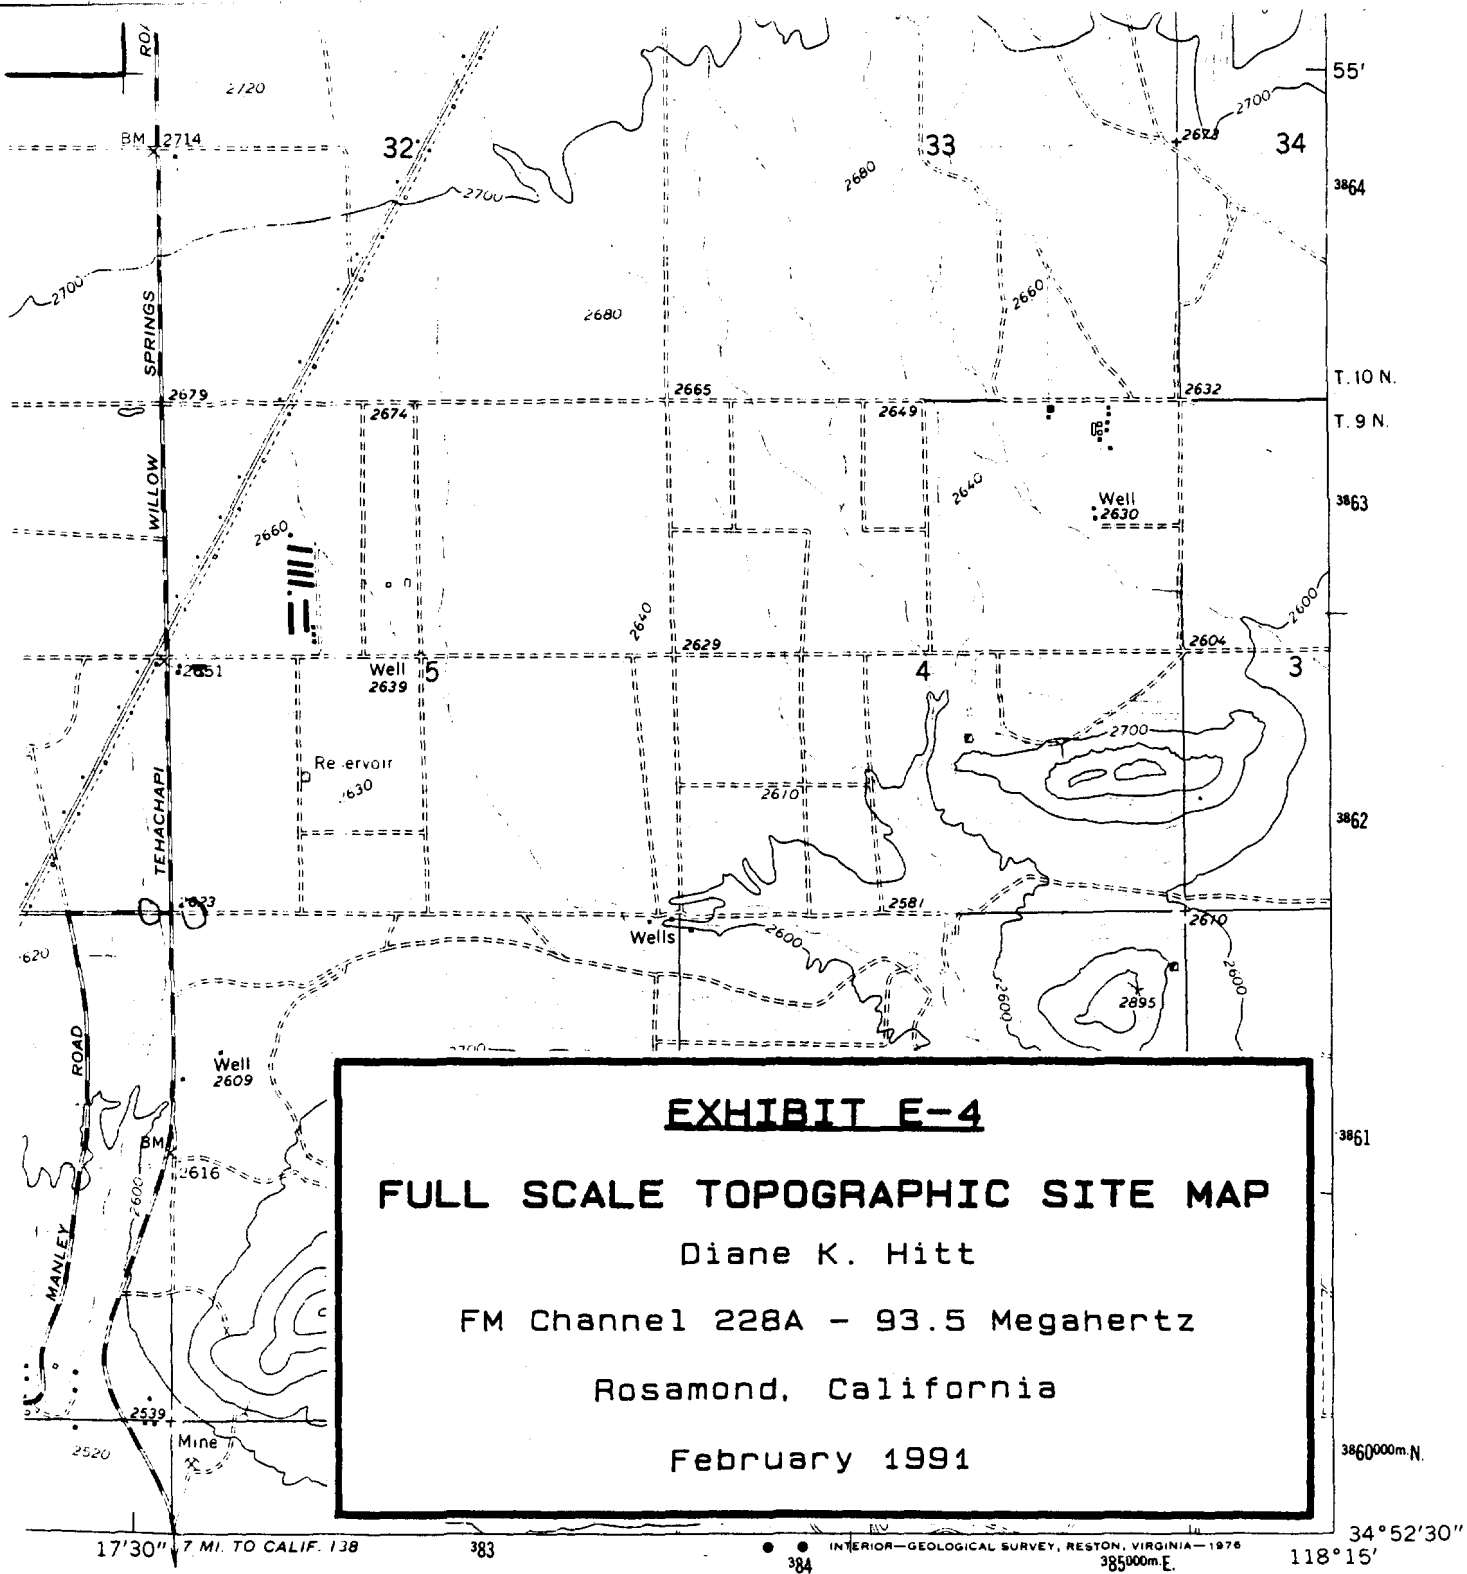 55'
2720
2700
BM 2714
32
33
2673
34
2680
3864
2700
2700
SPRINGS
2660
2680
T. 10 N.
2679
2674
2665
2649
2632
T. 9 N.
WILLOW
2640
Well
2630
3863
2660
2600
2640
2629
2604
2651
Well
2639
5
4
3
2700
Reservoir
TEHACHAPI
2610
3862
2623
2581
2610
Wells
2600
2600
2600
2895
ROAD
Well
2609
EXHIBIT E-4
3861
BM
2616
2600
FULL SCALE TOPOGRAPHIC SITE MAP
Diane K. Hitt
MANLEY
FM Channel 228A - 93.5 Megahertz
Rosamond, California
2539
Mine
2520
February 1991
3860000m.N.
34°52'30"
17'30"
7 MI. TO CALIF. 138
383
384
INTERIOR—GEOLOGICAL SURVEY, RESTON, VIRGINIA—1976
385000m.E.
118°15'